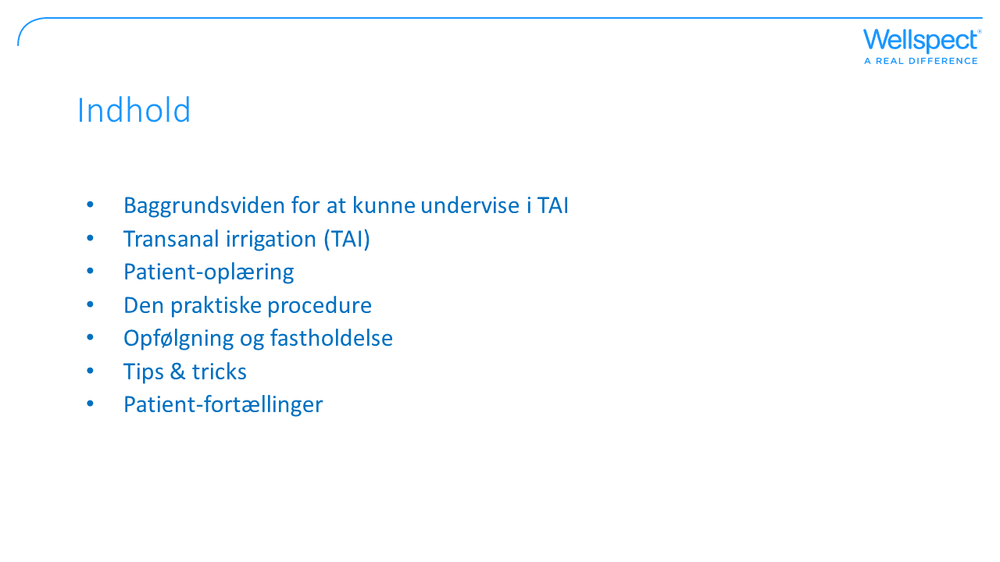 Wellspect®
A REAL DIFFERENCE
Indhold
• Baggrundsviden for at kunne undervise i TAI
• Transanal irrigation (TAI)
• Patient-oplæring
• Den praktiske procedure
• Opfølgning og fastholdelse
• Tips & tricks
• Patient-fortællinger